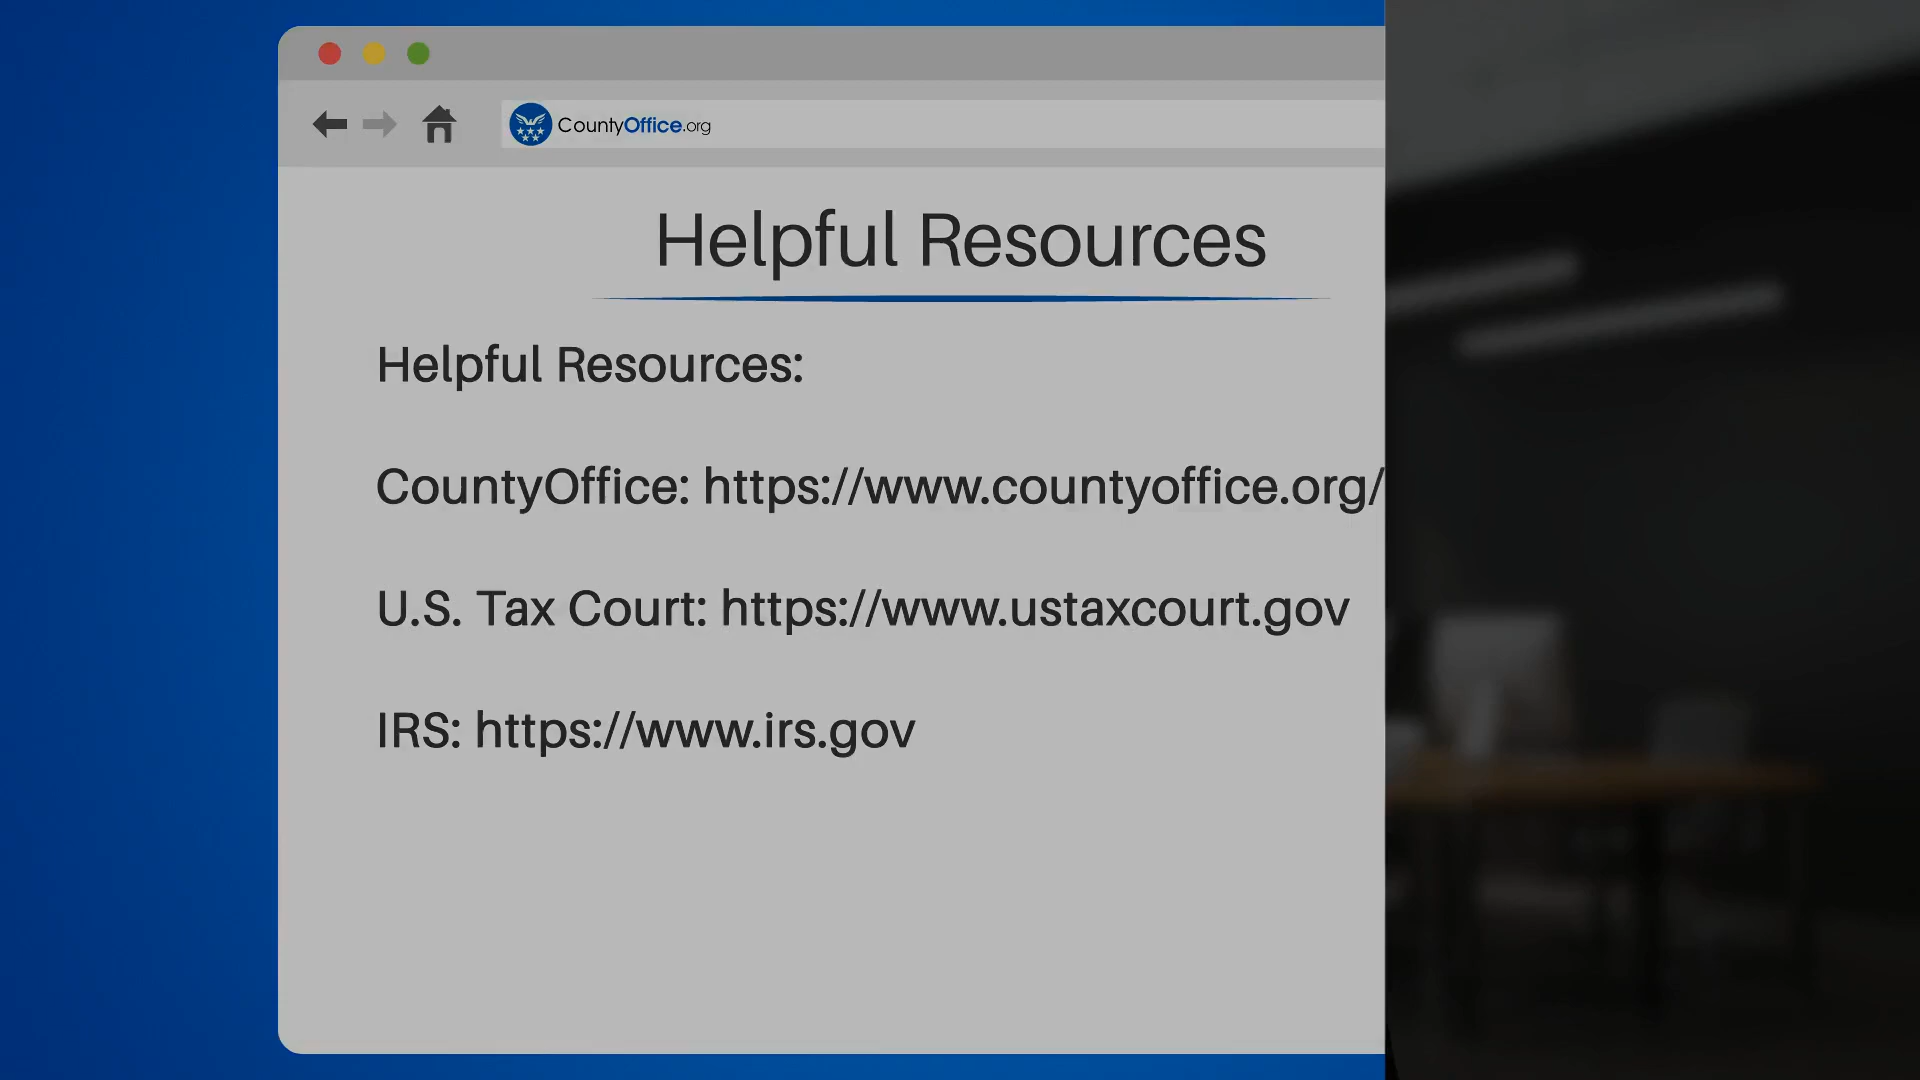 CountyOffice.org
Helpful Resources
Helpful Resources:
CountyOffice: https://www.countyoffice.org/
U.S. Tax Court: https://www.ustaxcourt.gov
IRS: https://www.irs.gov